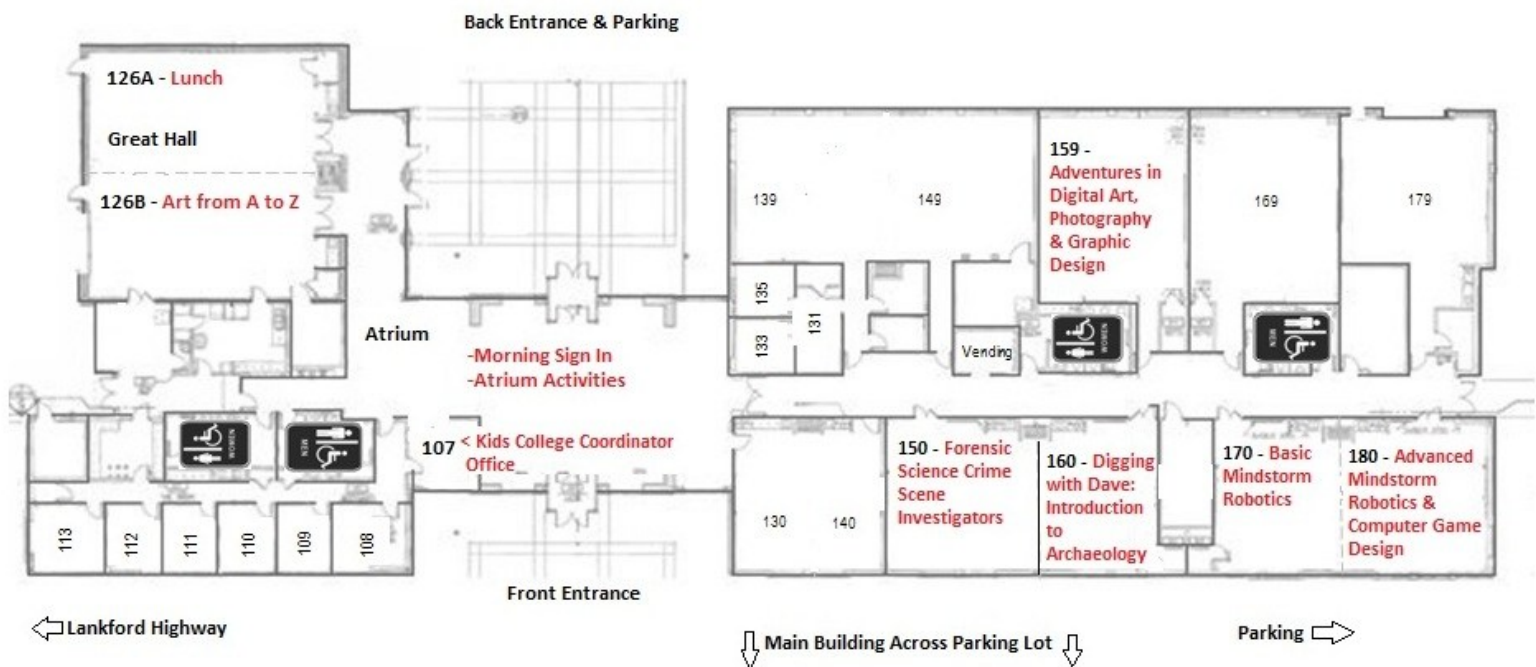 Back Entrance & Parking
126A - Lunch
Great Hall
126B - Art from A to Z
Atrium
-Morning Sign In
-Atrium Activities
107 < Kids College Coordinator
Office
WOMEN
MEN
113
112
111
110
109
108
Front Entrance
139
149
135
133
131
Vending
159 -
Adventures in
Digital Art,
Photography
& Graphic
Design
WOMEN
169
MEN
179
130
140
150 - Forensic
Science Crime
Scene
Investigators
160 - Digging
with Dave:
Introduction
to
Archaeology
170 - Basic
Mindstorm
Robotics
180 - Advanced
Mindstorm
Robotics &
Computer Game
Design
Lankford Highway
Main Building Across Parking Lot
Parking